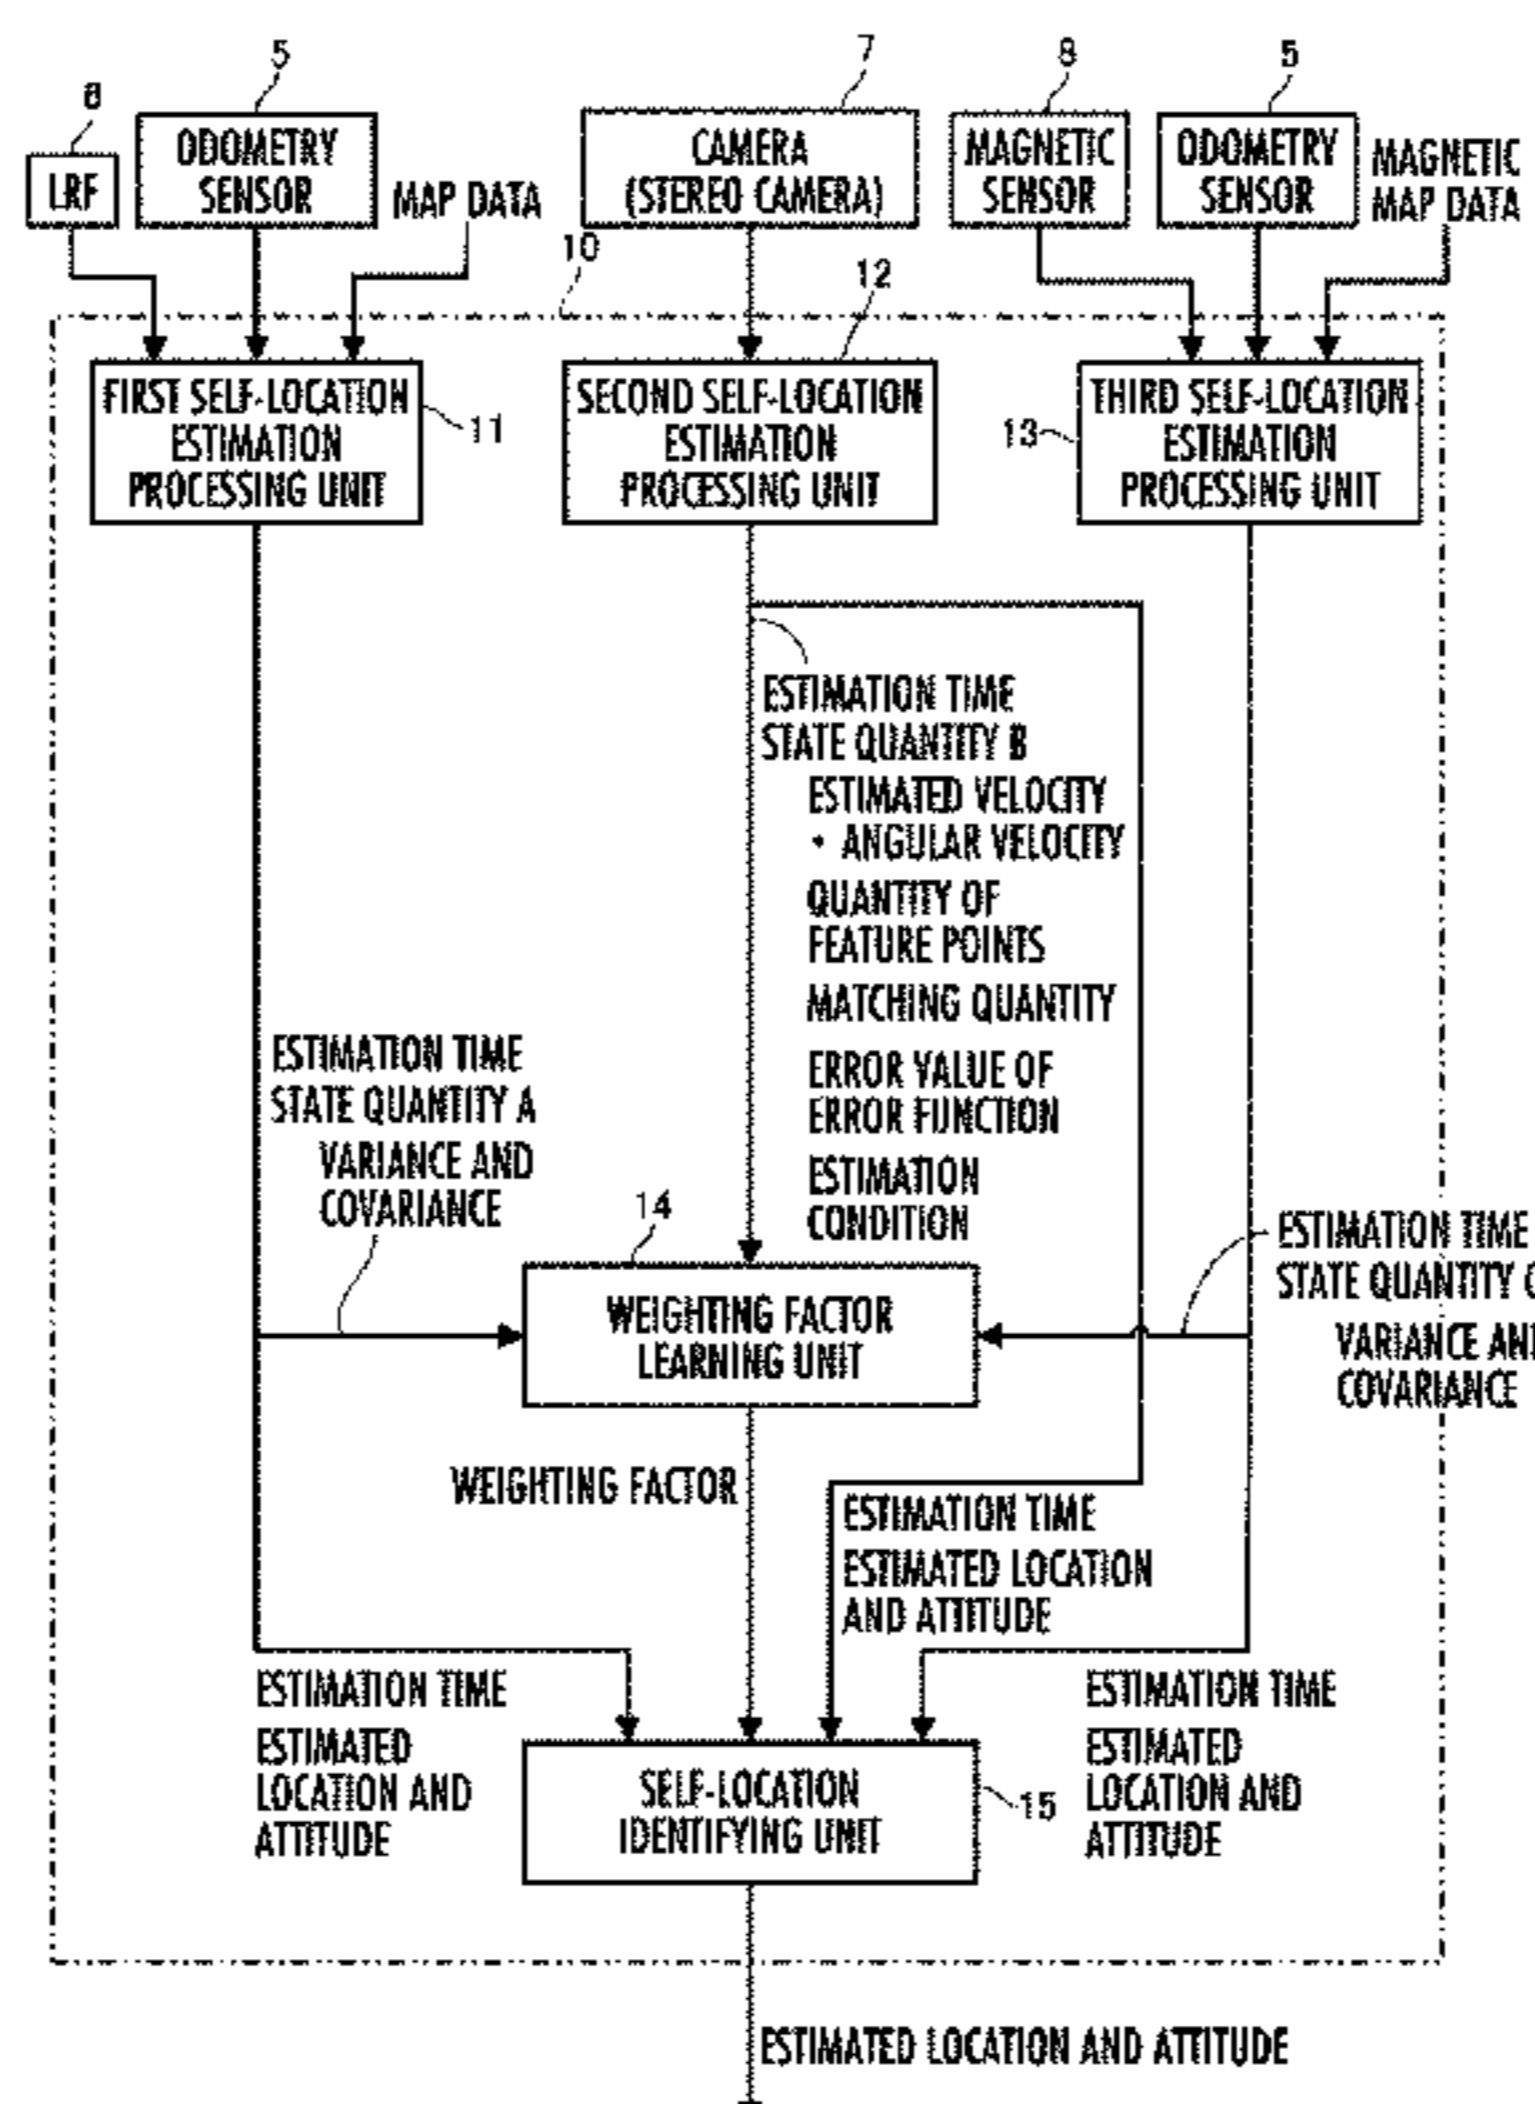 5
7
8
5
6
ODOMETRY
SENSOR
CAMERA
(STEREO CAMERA)
MAGNETIC
SENSOR
ODOMETRY
SENSOR
MAGNETIC
MAP DATA
LRF
MAP DATA
10
12
FIRST SELF-LOCATION
ESTIMATION
PROCESSING UNIT
11
SECOND SELF-LOCATION
ESTIMATION
PROCESSING UNIT
13
THIRD SELF-LOCATION
ESTIMATION
PROCESSING UNIT
ESTIMATION TIME
STATE QUANTITY B
ESTIMATED VELOCITY
・ ANGULAR VELOCITY
QUANTITY OF
FEATURE POINTS
MATCHING QUANTITY
ERROR VALUE OF
ERROR FUNCTION
ESTIMATION
CONDITION
ESTIMATION TIME
STATE QUANTITY A
VARIANCE AND
COVARIANCE
14
ESTIMATION TIME
STATE QUANTITY C
VARIANCE AND
COVARIANCE
WEIGHTING FACTOR
LEARNING UNIT
WEIGHTING FACTOR
ESTIMATION TIME
ESTIMATED LOCATION
AND ATTITUDE
ESTIMATION TIME
ESTIMATED
LOCATION AND
ATTITUDE
SELF-LOCATION
IDENTIFYING UNIT
15
ESTIMATION TIME
ESTIMATED
LOCATION AND
ATTITUDE
ESTIMATED LOCATION AND ATTITUDE